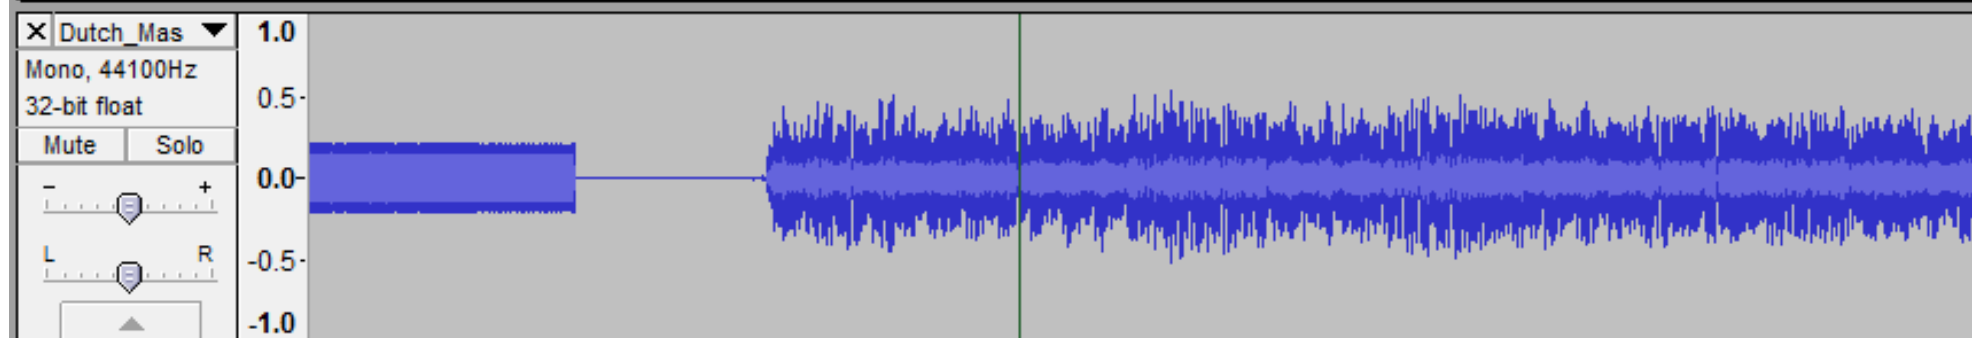 X Dutch_Mas
Mono, 44100Hz
32-bit float
Mute Solo
- +
L R
1.0
0.5-
0.0-
-0.5-
-1.0